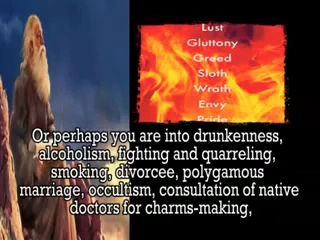 Lust
Gluttony
Greed
Sloth
Wrath
Envy
Pride
Or perhaps you are into drunkenness,
alcoholism, fighting and quarreling,
smoking, divorcee, polygamous
marriage, occultism, consultation of native
doctors for charms-making,